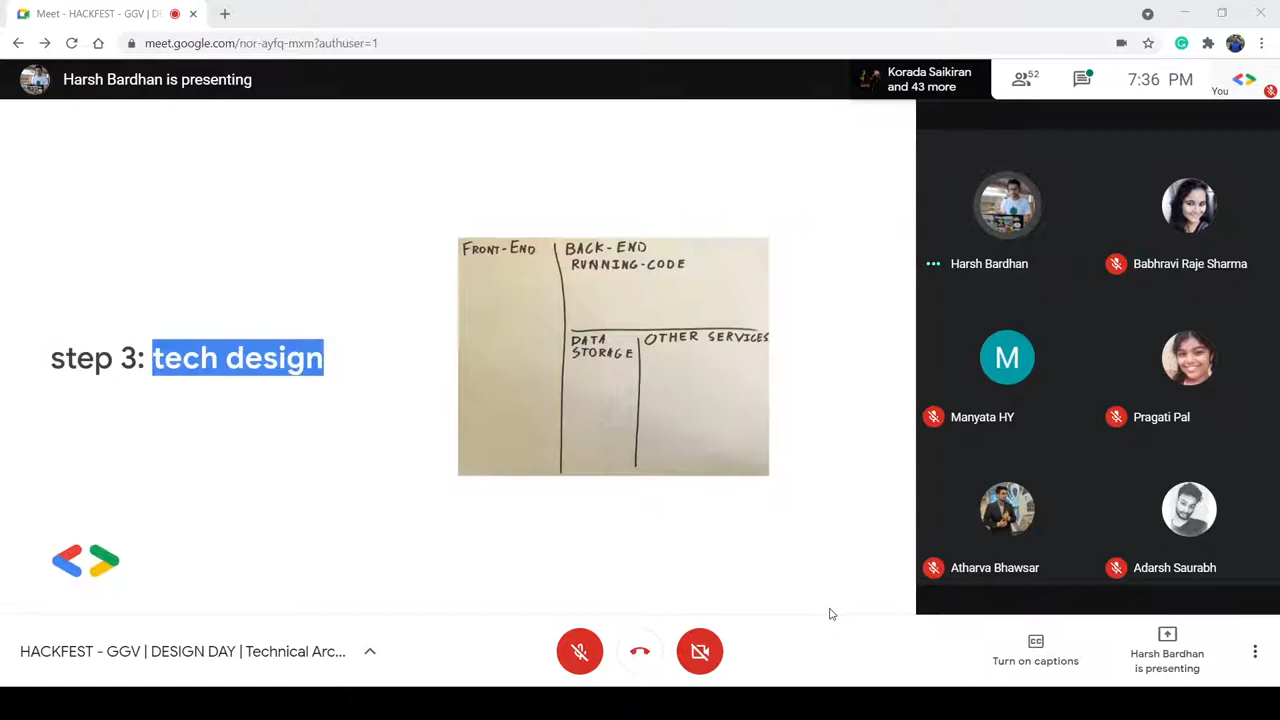 Meet - HACKFEST - GGV | DE
meet.google.com/nor-ayfq-mxm?authuser=1
Harsh Bardhan is presenting
Korada Saikiran
and 43 more
52
7:36 PM
You
step 3: tech design
FRONT-END
BACK-END
RUNNING-CODE
DATA
STORAGE
OTHER SERVICES
Harsh Bardhan
Babhravi Raje Sharma
M
Manyata HY
Pragati Pal
Atharva Bhawsar
Adarsh Saurabh
HACKFEST - GGV | DESIGN DAY | Technical Arc...
CC
Turn on captions
Harsh Bardhan
is presenting